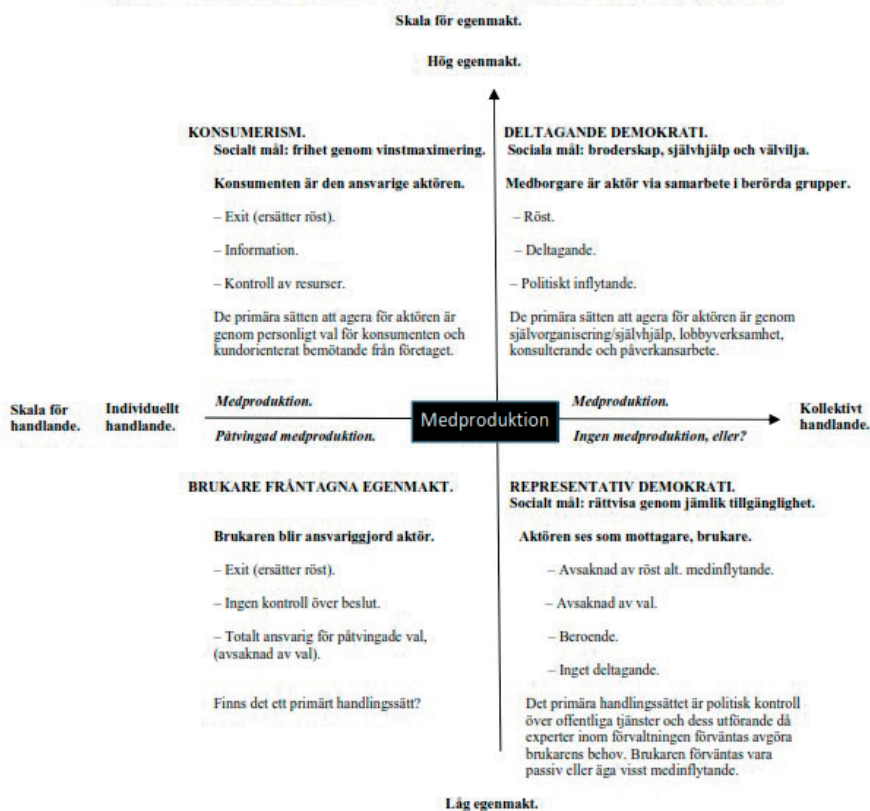 Skala för egenmakt.
Hög egenmakt.
KONSUMERISM.
Socialt mål: frihet genom vinstmaximering.
Konsumenten är den ansvarige aktören.
– Exit (ersätter röst).
– Information.
– Kontroll av resurser.
De primära sätten att agera för aktören är
genom personligt val för konsumenten och
kundorienterat bemötande från företaget.
DELTAGANDE DEMOKRATI.
Sociala mål: broderskap, självhjälp och välvilja.
Medborgare är aktör via samarbete i berörda grupper.
– Röst.
– Deltagande.
– Politiskt inflytande.
De primära sätten att agera för aktören är genom
självorganisering/självhjälp, lobbyverksamhet,
konsulterande och påverkansarbete.
Skala för
handlande.
Individuellt
handlande.
Medproduktion.
Påtvingad medproduktion.
Medproduktion
Medproduktion.
Ingen medproduktion, eller?
Kollektivt
handlande.
BRUKARE FRÅNTAGNA EGENMAKT.
Brukaren blir ansvariggjord aktör.
– Exit (ersätter röst).
– Ingen kontroll över beslut.
– Totalt ansvarig för påtvingade val,
(avsaknad av val).
Finns det ett primärt handlingssätt?
REPRESENTATIV DEMOKRATI.
Socialt mål: rättvisa genom jämlik tillgänglighet.
Aktören ses som mottagare, brukare.
– Avsaknad av röst alt. medinflytande.
– Avsaknad av val.
– Beroende.
– Inget deltagande.
Det primära handlingssättet är politisk kontroll
över offentliga tjänster och dess utförande då
experter inom förvaltningen förväntas avgöra
brukarens behov. Brukaren förväntas vara
passiv eller äga visst medinflytande.
Låg egenmakt.